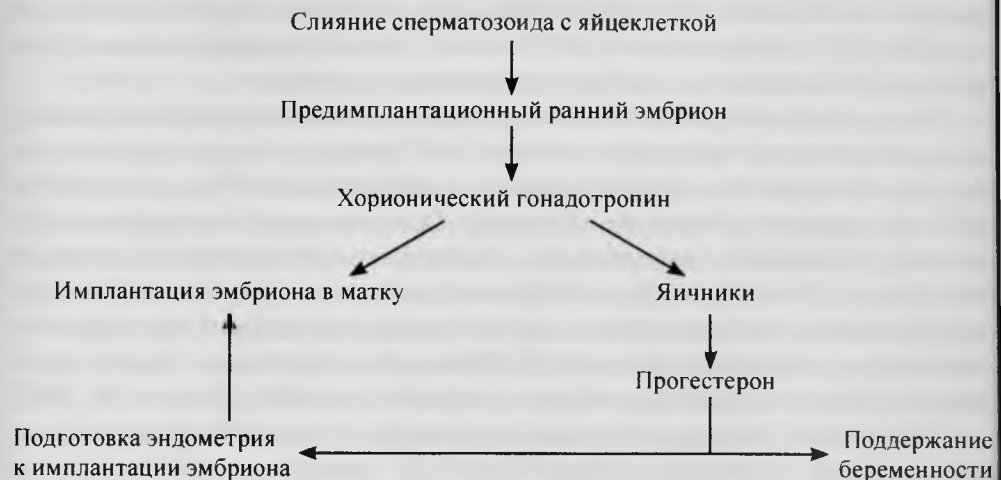 Слияние сперматозоида с яйцеклеткой
Предимплантационный ранний эмбрион
Хорионический гонадотропин
Имплантация эмбриона в матку
Яичники
Прогестерон
Подготовка эндометрия
к имплантации эмбриона
Поддержание
беременности